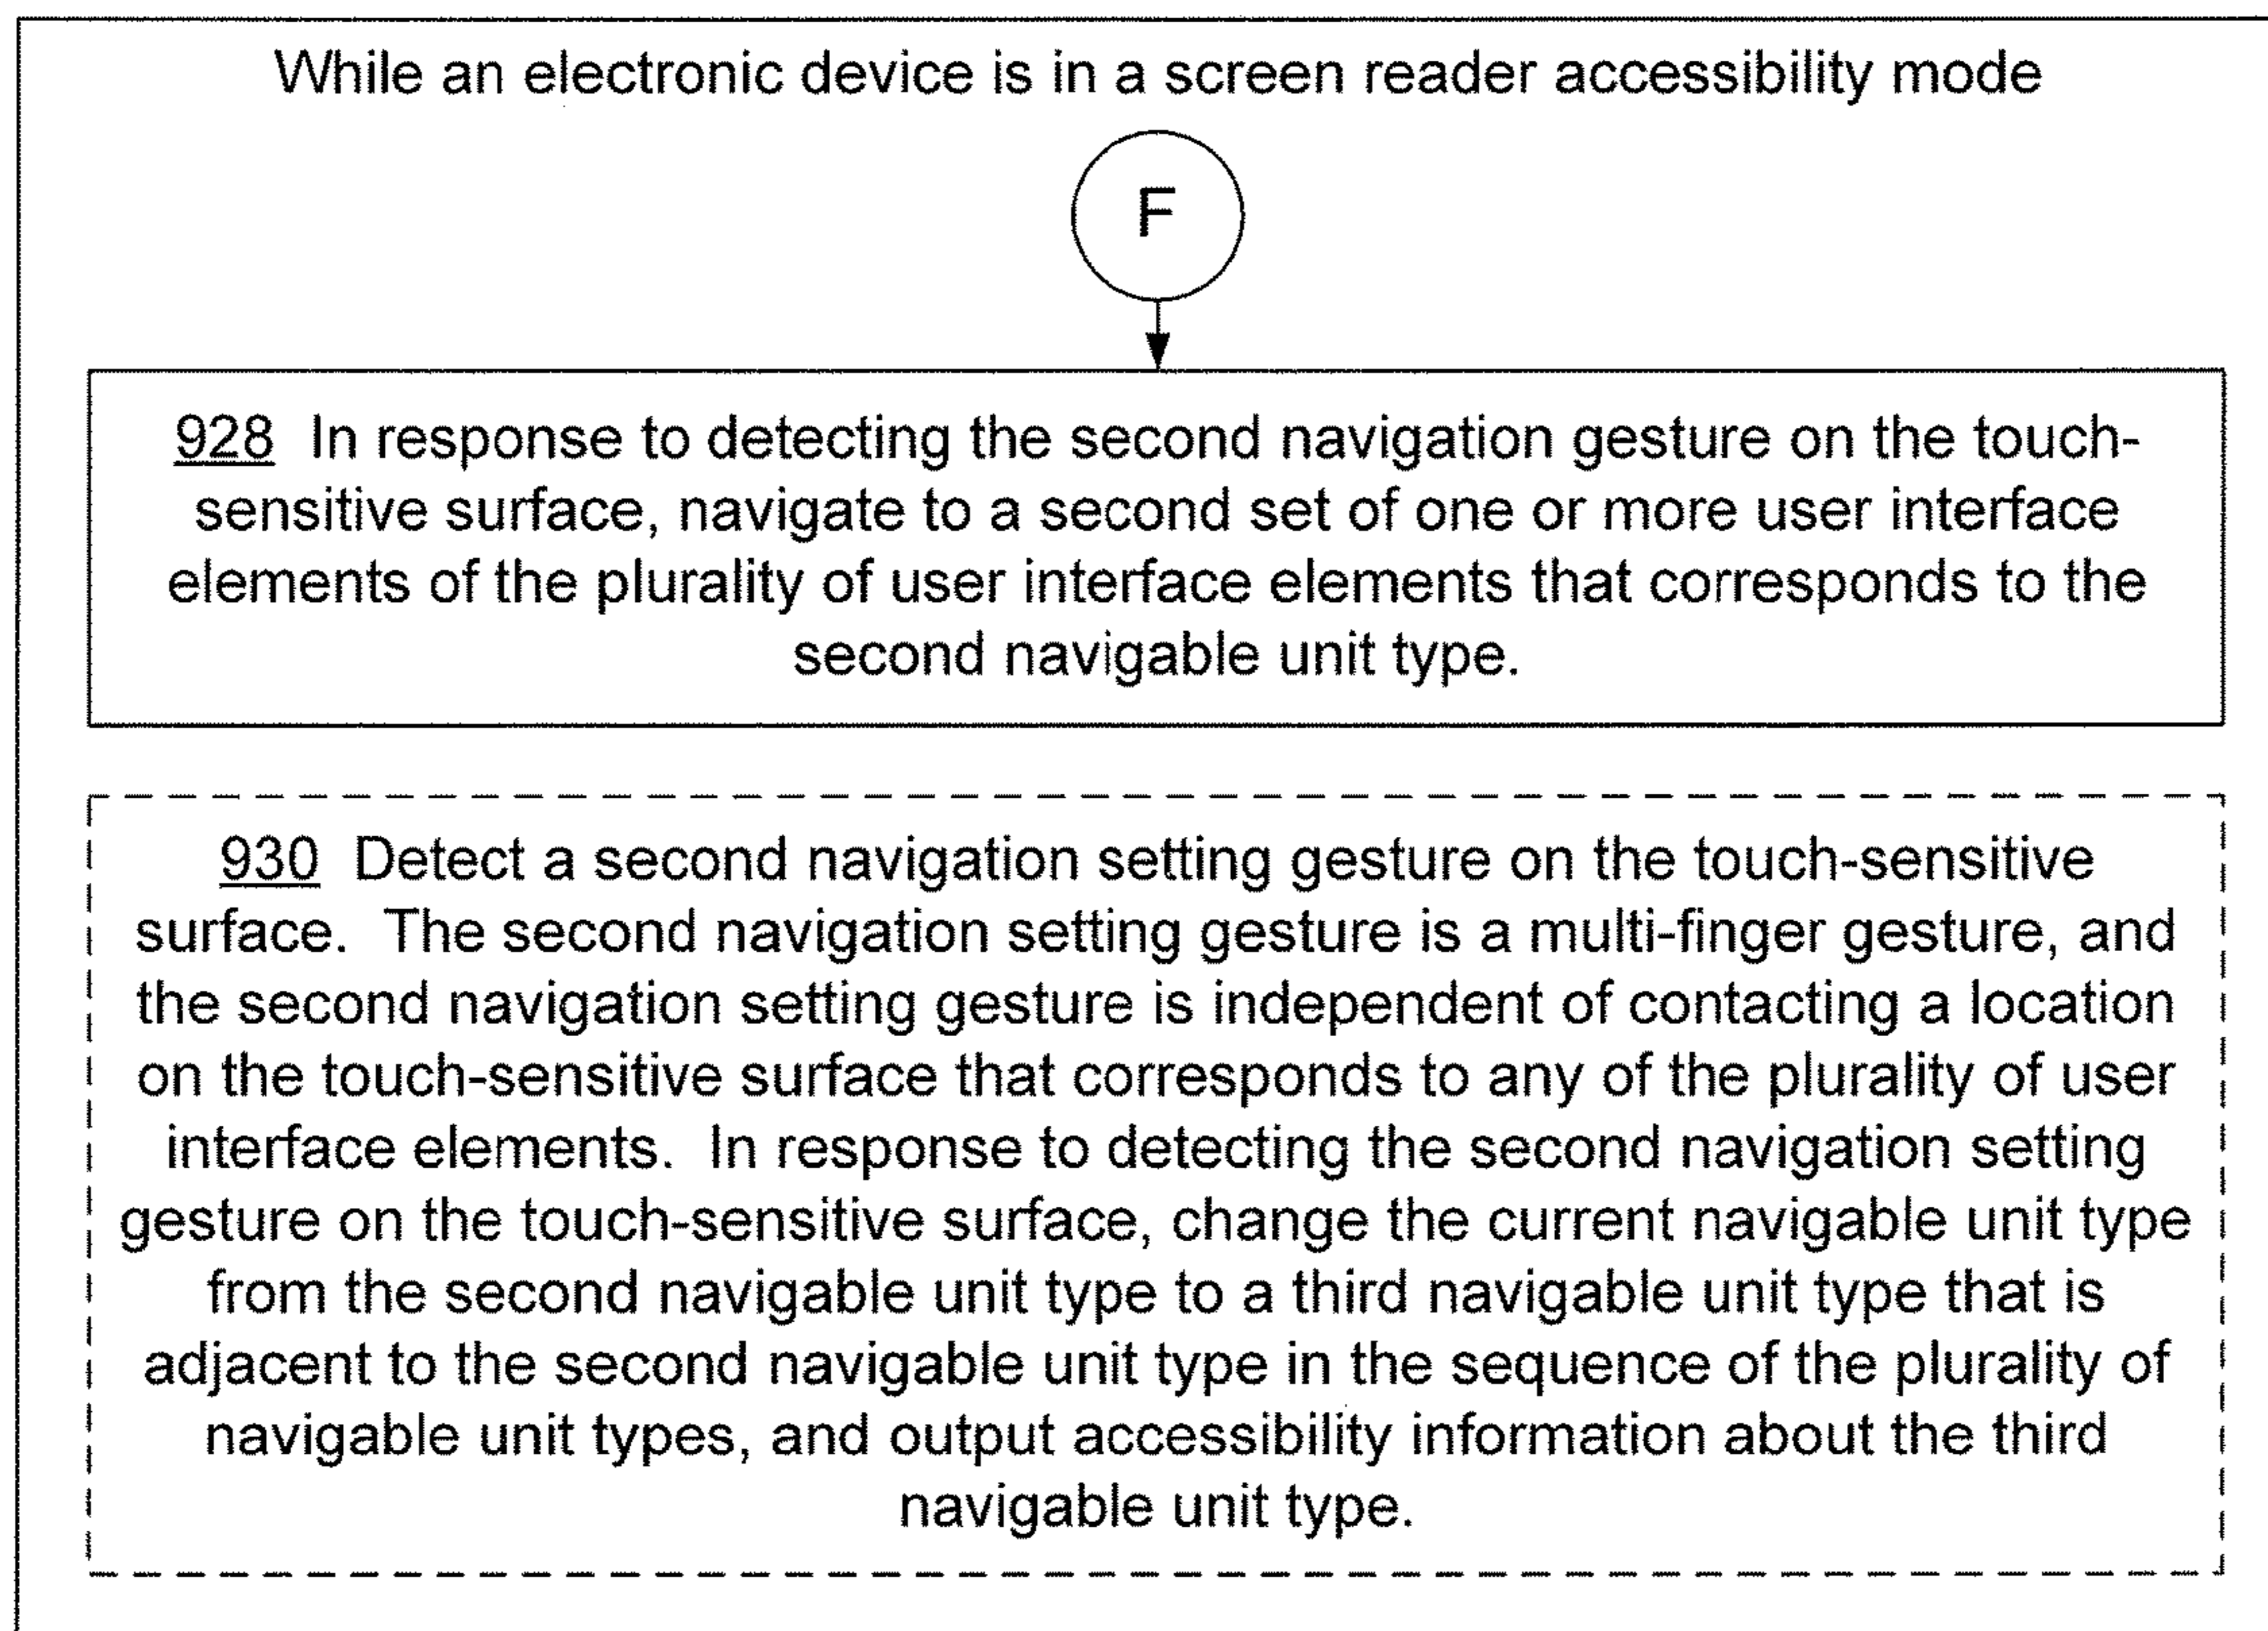 While an electronic device is in a screen reader accessibility mode
F
928 In response to detecting the second navigation gesture on the touch-
sensitive surface, navigate to a second set of one or more user interface
elements of the plurality of user interface elements that corresponds to the
second navigable unit type.
930 Detect a second navigation setting gesture on the touch-sensitive
surface. The second navigation setting gesture is a multi-finger gesture, and
the second navigation setting gesture is independent of contacting a location
on the touch-sensitive surface that corresponds to any of the plurality of user
interface elements. In response to detecting the second navigation setting
gesture on the touch-sensitive surface, change the current navigable unit type
from the second navigable unit type to a third navigable unit type that is
adjacent to the second navigable unit type in the sequence of the plurality of
navigable unit types, and output accessibility information about the third
navigable unit type.